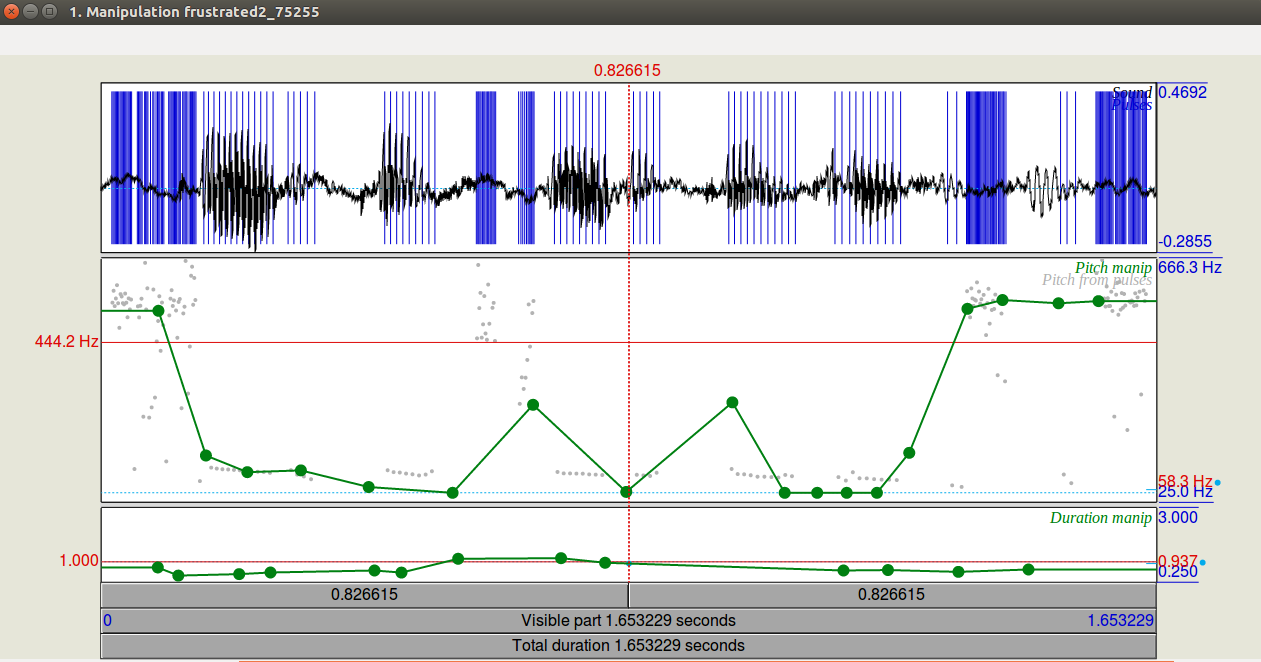 1. Manipulation frustrated2_75255
0.826615
Sound
Pulses
0.4692
-0.2855
Pitch manip
Pitch from pulses
666.3 Hz
444.2 Hz
58.3 Hz
25.0 Hz
Duration manip
3.000
1.000
0.937
0.250
0.826615 0.826615
0 Visible part 1.653229 seconds 1.653229
Total duration 1.653229 seconds